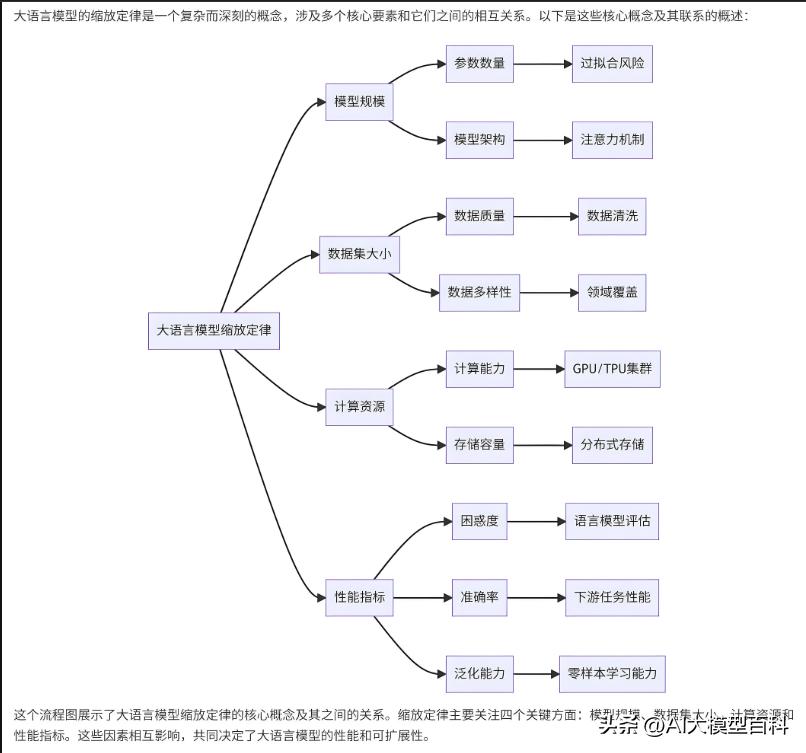 大语言模型的缩放定律是一个复杂而深刻的概念，涉及多个核心要素和它们之间的相互关系。以下是这些核心概念及其联系的概述：
参数数量
过拟合风险
模型规模
模型架构
注意力机制
数据质量
数据清洗
数据集大小
数据多样性
领域覆盖
大语言模型缩放定律
计算能力
GPU/TPU集群
计算资源
存储容量
分布式存储
困惑度
语言模型评估
性能指标
准确率
下游任务性能
泛化能力
零样本学习能力
这个流程图展示了大语言模型缩放定律的核心概念及其之间的关系。缩放定律主要关注四个关键方面：模型规模、数据集大小、计算资源和
性能指标。这些因素相互影响，共同决定了大语言模型的性能和可扩展性。
头条 @AI大模型百科